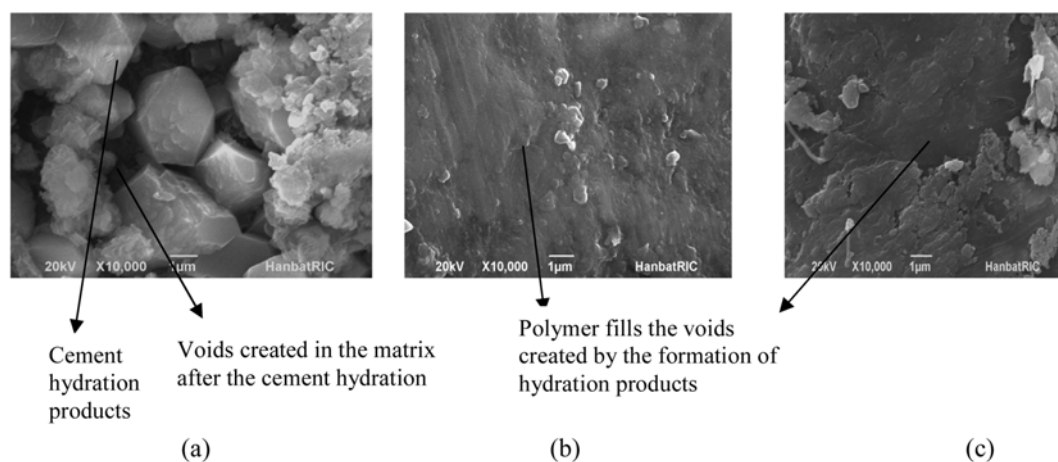 20kV X10,000 1µm HanbatRIC
20kV X10,000 1µm HanbatRIC
20kV X10,000 1µm HanbatRIC
Cement
hydration
products
Voids created in the matrix
after the cement hydration
Polymer fills the voids
created by the formation of
hydration products
(a)
(b)
(c)